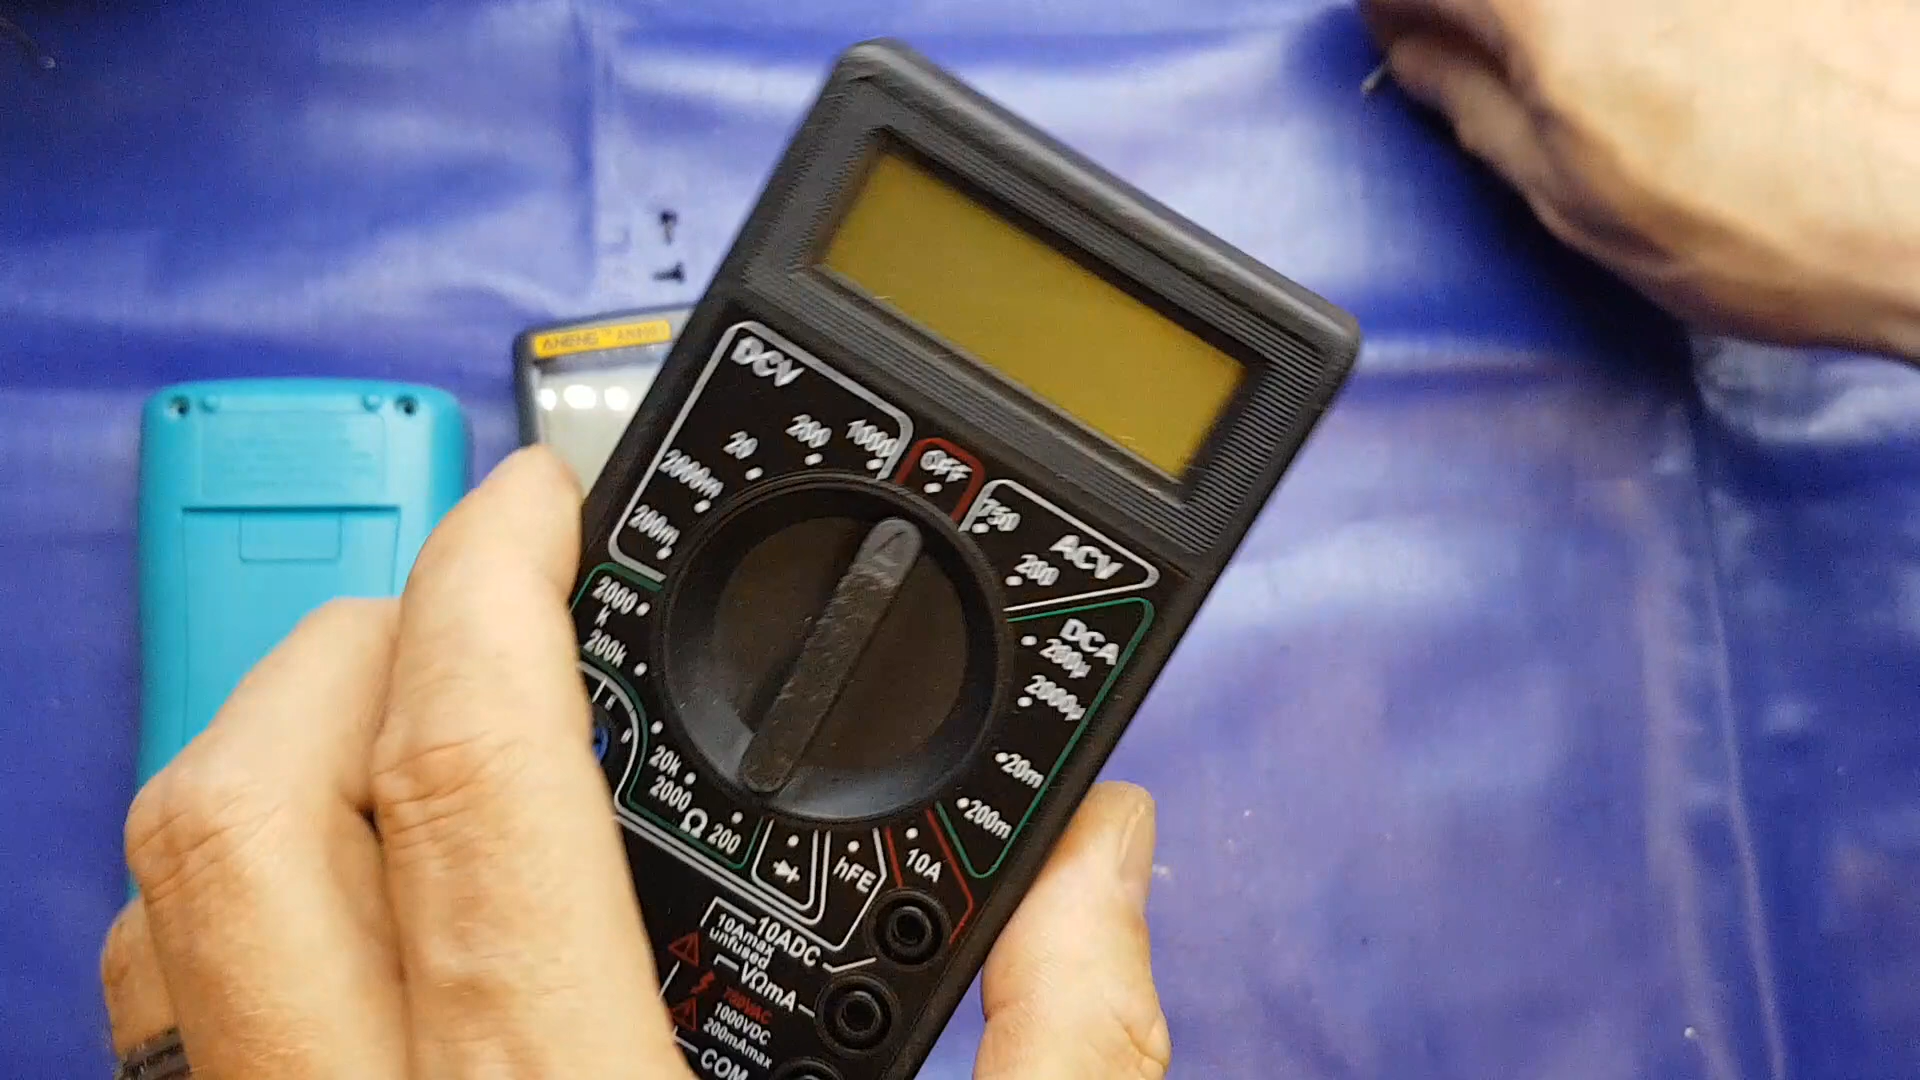 ANENG
DCV
OFF
1000
200
20
2000m
200m
750
ACV
200
DCA
200µ
2000µ
20m
200m
10A
hFE
2000
k
200k
20k
2000
Ω 200
10ADC
10Amax
unfused
VΩmA
750VAC
1000VDC
200mAmax
COM